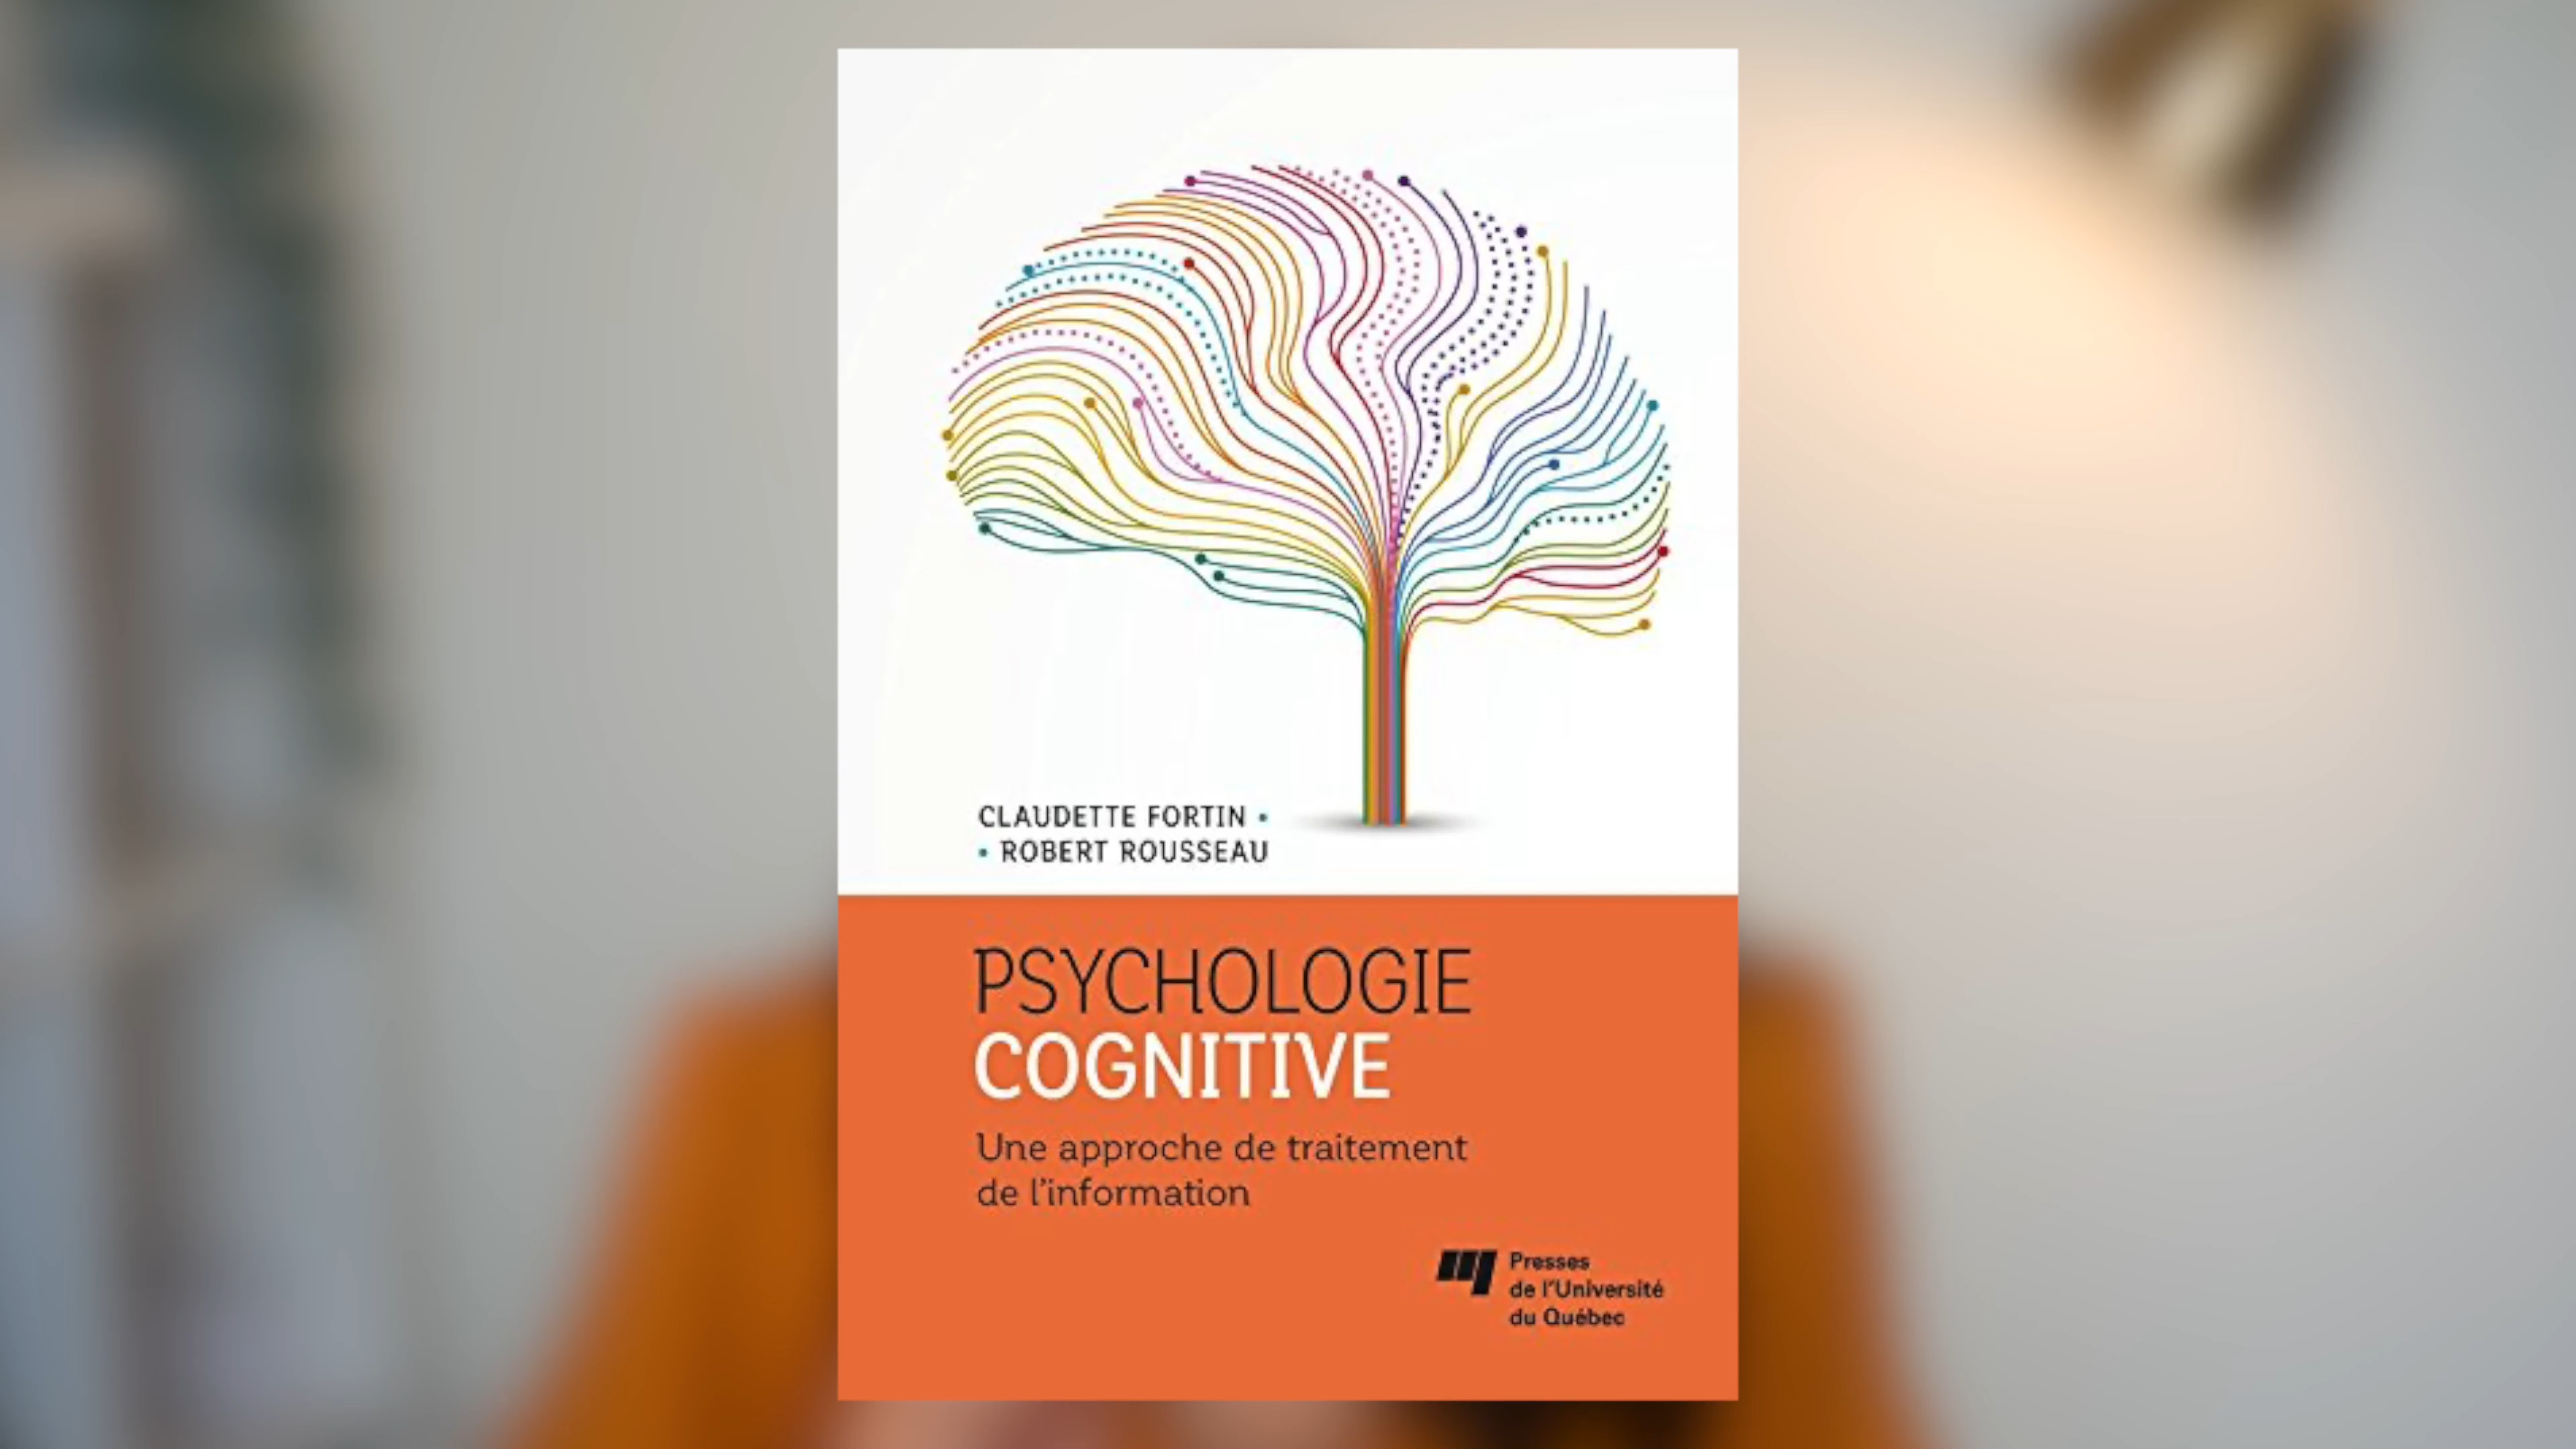 CLAUDETTE FORTIN •
• ROBERT ROUSSEAU
PSYCHOLOGIE
COGNITIVE
Une approche de traitement
de l'information
Presses
de l'Université
du Québec